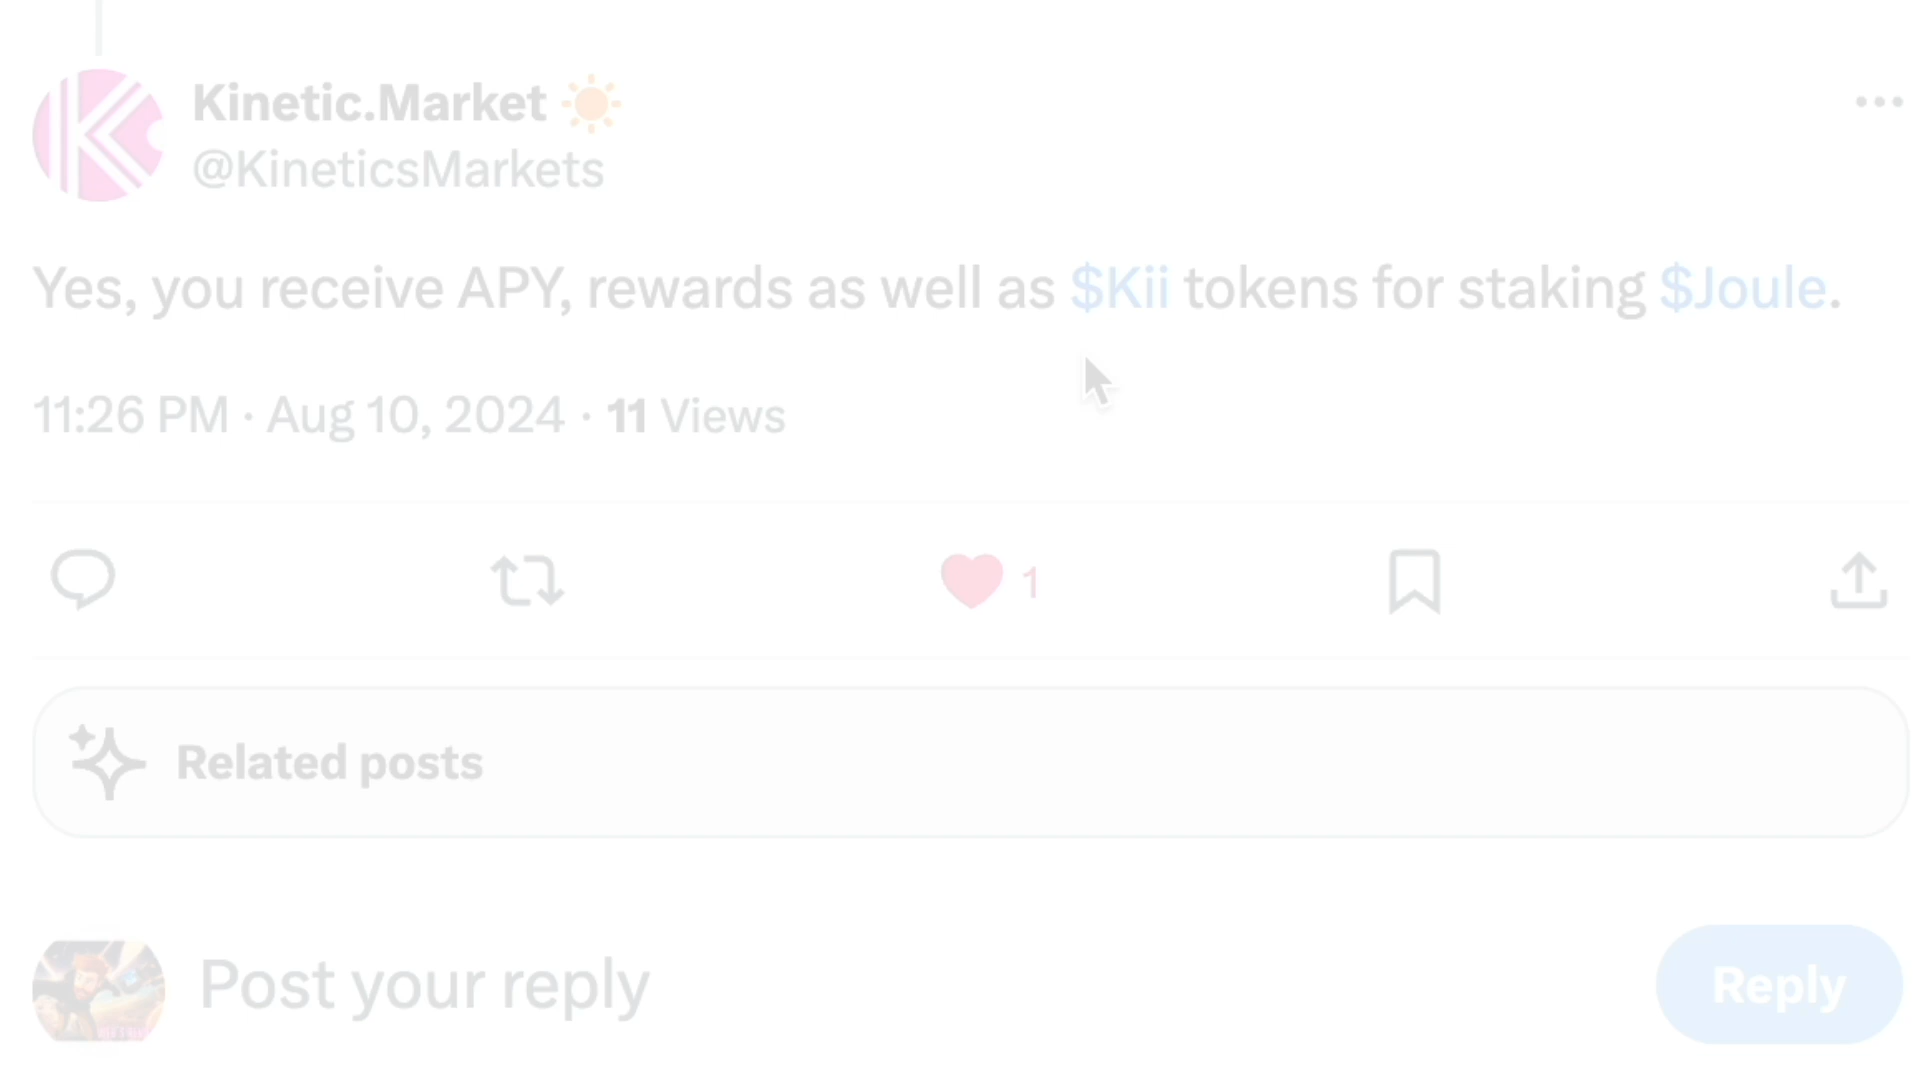 Kinetic.Market ☀️
@KineticsMarkets
Yes, you receive APY, rewards as well as $Kii tokens for staking $Joule.
11:26 PM · Aug 10, 2024 · 11 Views
1
Related posts
Post your reply
Reply